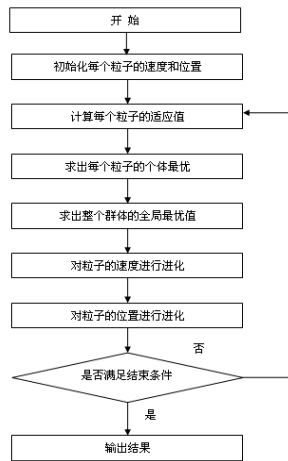 开 始
初始化每个粒子的速度和位置
计算每个粒子的适应值
求出每个粒子的个体最优
求出整个群体的全局最优值
对粒子的速度进行进化
对粒子的位置进行进化
否
是否满足结束条件
是
输出结果